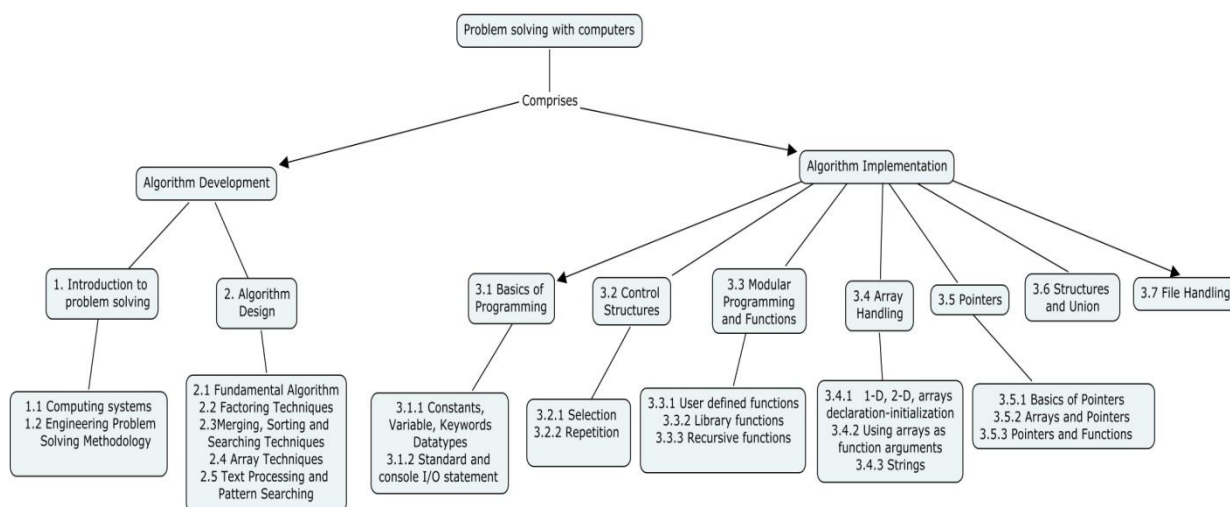 Problem solving with computers
Comprises
Algorithm Development
Algorithm Implementation
1. Introduction to
problem solving
2. Algorithm
Design
3.1 Basics of
Programming
3.2 Control
Structures
3.3 Modular
Programming
and Functions
3.4 Array
Handling
3.5 Pointers
3.6 Structures
and Union
3.7 File Handling
1.1 Computing systems
1.2 Engineering Problem
Solving Methodology
2.1 Fundamental Algorithm
2.2 Factoring Techniques
2.3Merging, Sorting and
Searching Techniques
2.4 Array Techniques
2.5 Text Processing and
Pattern Searching
3.1.1 Constants,
Variable, Keywords
Datatypes
3.1.2 Standard and
console I/O statement
3.2.1 Selection
3.2.2 Repetition
3.3.1 User defined functions
3.3.2 Library functions
3.3.3 Recursive functions
3.4.1 1-D, 2-D, arrays
declaration-initialization
3.4.2 Using arrays as
function arguments
3.4.3 Strings
3.5.1 Basics of Pointers
3.5.2 Arrays and Pointers
3.5.3 Pointers and Functions